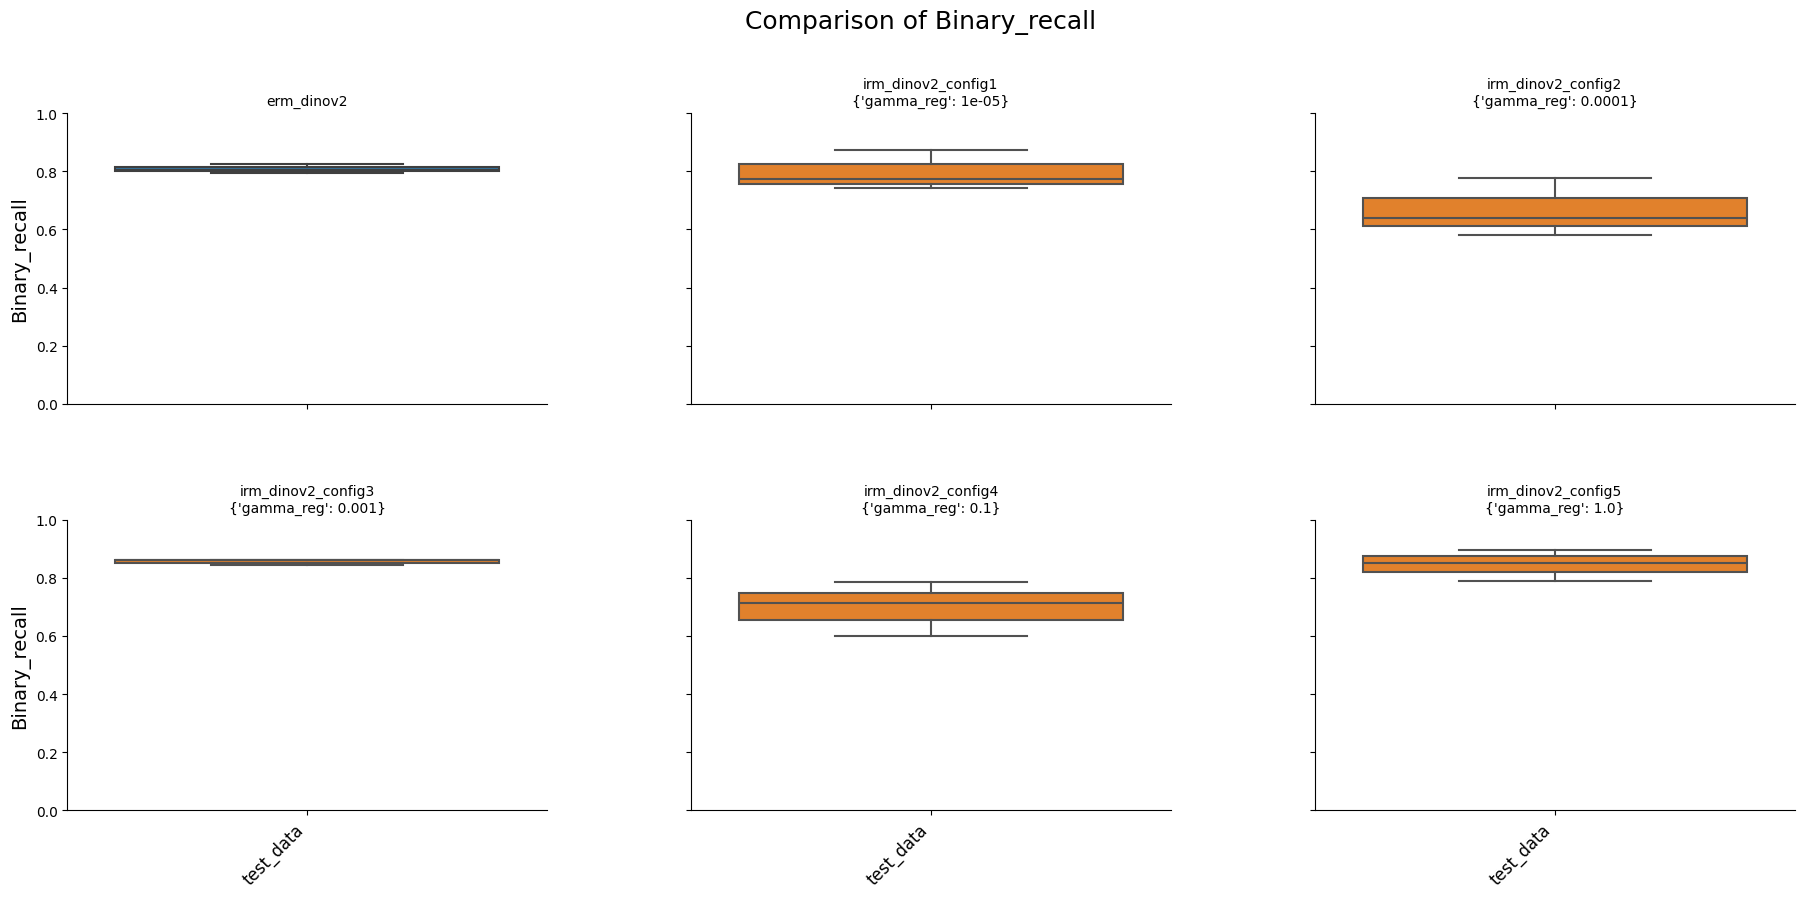 Comparison of Binary_recall
erm_dinov2
irm_dinov2_config1
{'gamma_reg': 1e-05}
irm_dinov2_config2
{'gamma_reg': 0.0001}
Binary_recall
1.0
0.8
0.6
0.4
0.2
0.0
irm_dinov2_config3
{'gamma_reg': 0.001}
irm_dinov2_config4
{'gamma_reg': 0.1}
irm_dinov2_config5
{'gamma_reg': 1.0}
Binary_recall
1.0
0.8
0.6
0.4
0.2
0.0
test_data
test_data
test_data